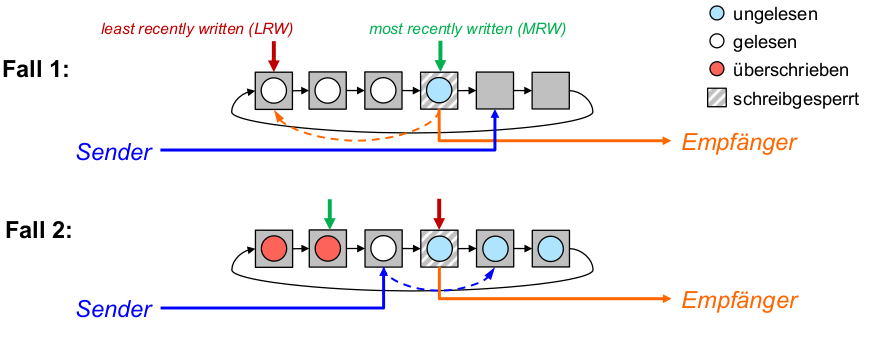 least recently written (LRW)
most recently written (MRW)
ungelesen
gelesen
überschrieben
schreibgesperrt
Fall 1:
Sender
Empfänger
Fall 2:
Sender
Empfänger